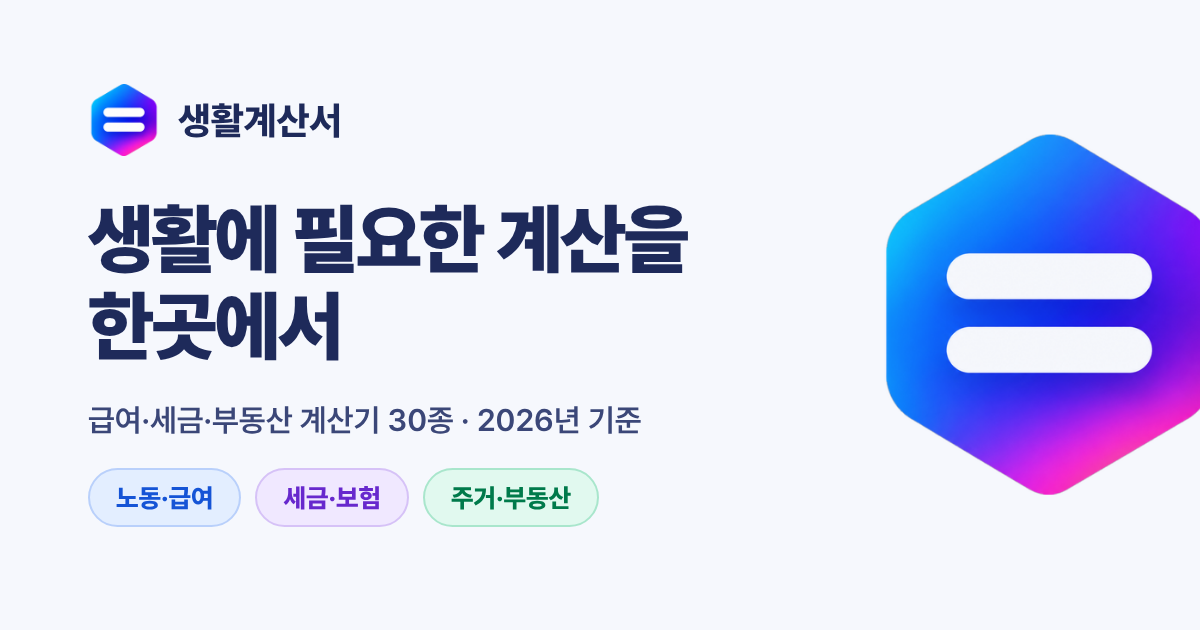 생활계산서
생활에 필요한 계산을
한곳에서
급여·세금·부동산 계산기 30종 · 2026년 기준
노동·급여
세금·보험
주거·부동산